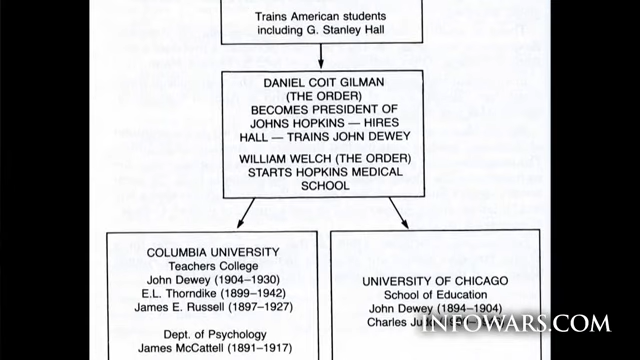 Trains American students
including G. Stanley Hall
DANIEL COIT GILMAN
(THE ORDER)
BECOMES PRESIDENT OF
JOHNS HOPKINS — HIRES
HALL — TRAINS JOHN DEWEY
WILLIAM WELCH (THE ORDER)
STARTS HOPKINS MEDICAL
SCHOOL
COLUMBIA UNIVERSITY
Teachers College
John Dewey (1904–1930)
E.L. Thorndike (1899–1942)
James E. Russell (1897–1927)
Dept. of Psychology
James McCattell (1891–1917)
UNIVERSITY OF CHICAGO
School of Education
John Dewey (1894–1904)
Charles
INFOWARS.COM